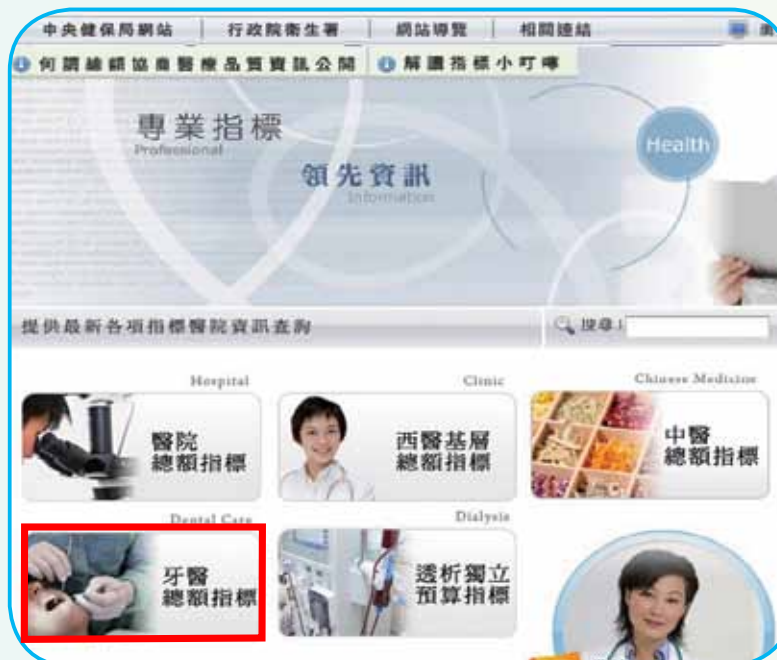 中央健保局網站 | 行政院衛生署 | 網站導覽 | 相關連結
何謂總額協商醫療品質資訊公開 解讀指標小叮嚀
專業指標
Professional
領先資訊
Information
Health
提供最新各項指標醫院資訊查詢
搜尋:
Hospital
Clinic
Chinese Medicine
醫院
總額指標
西醫基層
總額指標
中醫
總額指標
Dental Care
Dialysis
牙醫
總額指標
透析獨立
預算指標